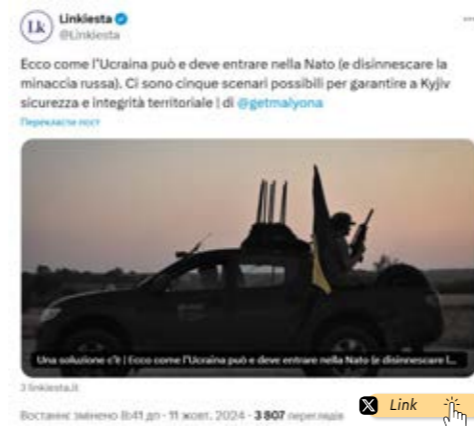 Linkiesta
@Linkiesta
Ecco come l'Ucraina può e deve entrare nella Nato (e disinnescare la
minaccia russa). Ci sono cinque scenari possibili per garantire a Kyjiv
sicurezza e integrità territoriale | di @getmalyona
Перекласти пост
Una soluzione c'è | Ecco come l'Ucraina può e deve entrare nella Nato (e disinnescare l...
З linkiesta.it
Востаннє змінено 8:41 дп · 11 жовт. 2024 · 3 807 переглядів
Link